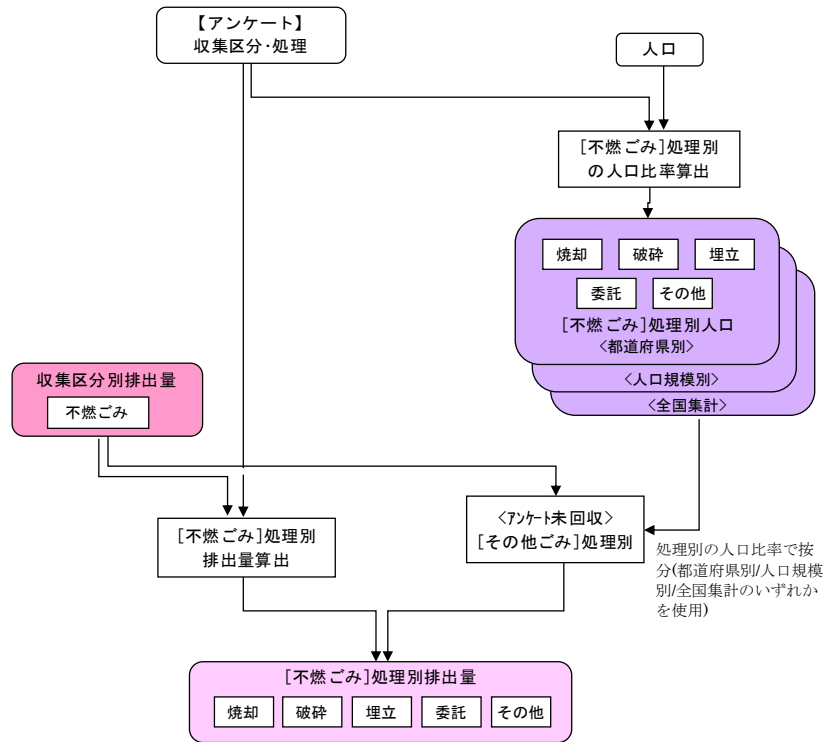 【アンケート】
収集区分・処理
人口
[不燃ごみ]処理別
の人口比率算出
焼却
破砕
埋立
委託
その他
[不燃ごみ]処理別人口
<都道府県別>
<人口規模別>
<全国集計>
収集区分別排出量
不燃ごみ
[不燃ごみ]処理別
排出量算出
<アンケート未回収>
[その他ごみ]処理別
処理別の人口比率で按
分(都道府県別/人口規模
別/全国集計のいずれか
を使用)
[不燃ごみ]処理別排出量
焼却
破砕
埋立
委託
その他